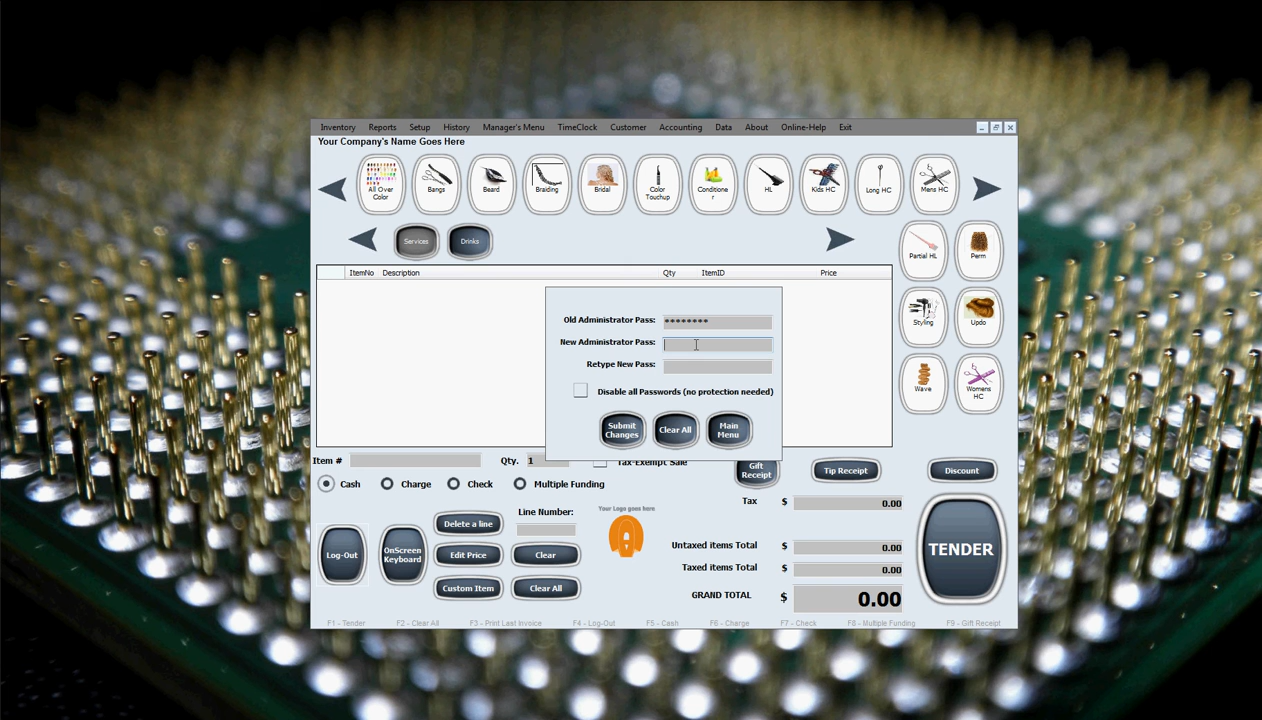 Inventory Reports Setup History Manager's Menu TimeClock Customer Accounting Data About Online-Help Exit
Your Company's Name Goes Here
All Over Color
Bangs
Beard
Braiding
Bridal
Color Touchup
Conditione
r
HL
Kids HC
Long HC
Mens HC
Services
Drinks
Partial HL
Perm
ItemNo Description Qty ItemID Price
Old Administrator Pass: ********
New Administrator Pass:
Retype New Pass:
Disable all Passwords (no protection needed)
Submit Changes
Clear All
Main Menu
Styling
Updo
Wave
Womens HC
Item #
Qty. 1
Tax-Exempt Sale
Gift Receipt
Tip Receipt
Discount
Cash Charge Check Multiple Funding
Tax $ 0.00
Log-Out
OnScreen Keyboard
Delete a line
Line Number:
Edit Price
Clear
Custom Item
Clear All
Your Logo goes here
Untaxed items Total $ 0.00
Taxed items Total $ 0.00
GRAND TOTAL $ 0.00
TENDER
F1 - Tender F2 - Clear All F3 - Print Last Invoice F4 - Log-Out F5 - Cash F6 - Charge F7 - Check F8 - Multiple Funding F9 - Gift Receipt